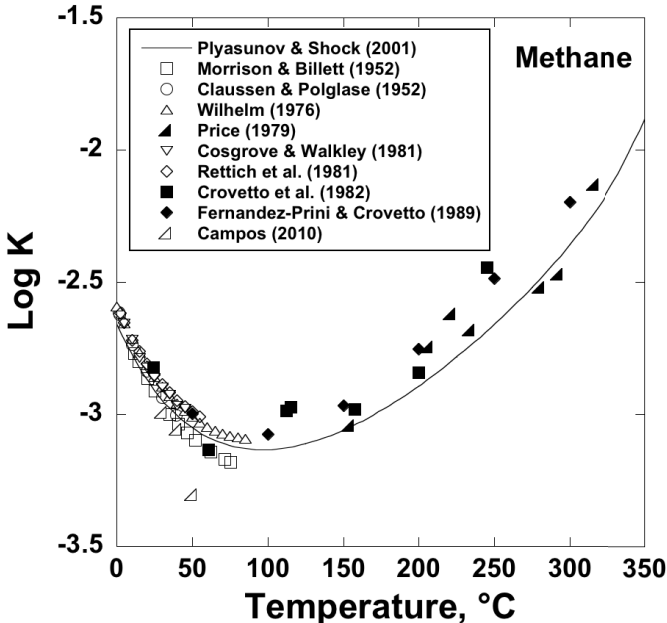 -1.5
Methane
Plyasunov & Shock (2001)
Morrison & Billett (1952)
Claussen & Polglase (1952)
Wilhelm (1976)
Price (1979)
Cosgrove & Walkley (1981)
Rettich et al. (1981)
Crovetto et al. (1982)
Fernandez-Prini & Crovetto (1989)
Campos (2010)
-2
-2.5
-3
-3.5
Log K
0 50 100 150 200 250 300 350
Temperature, °C